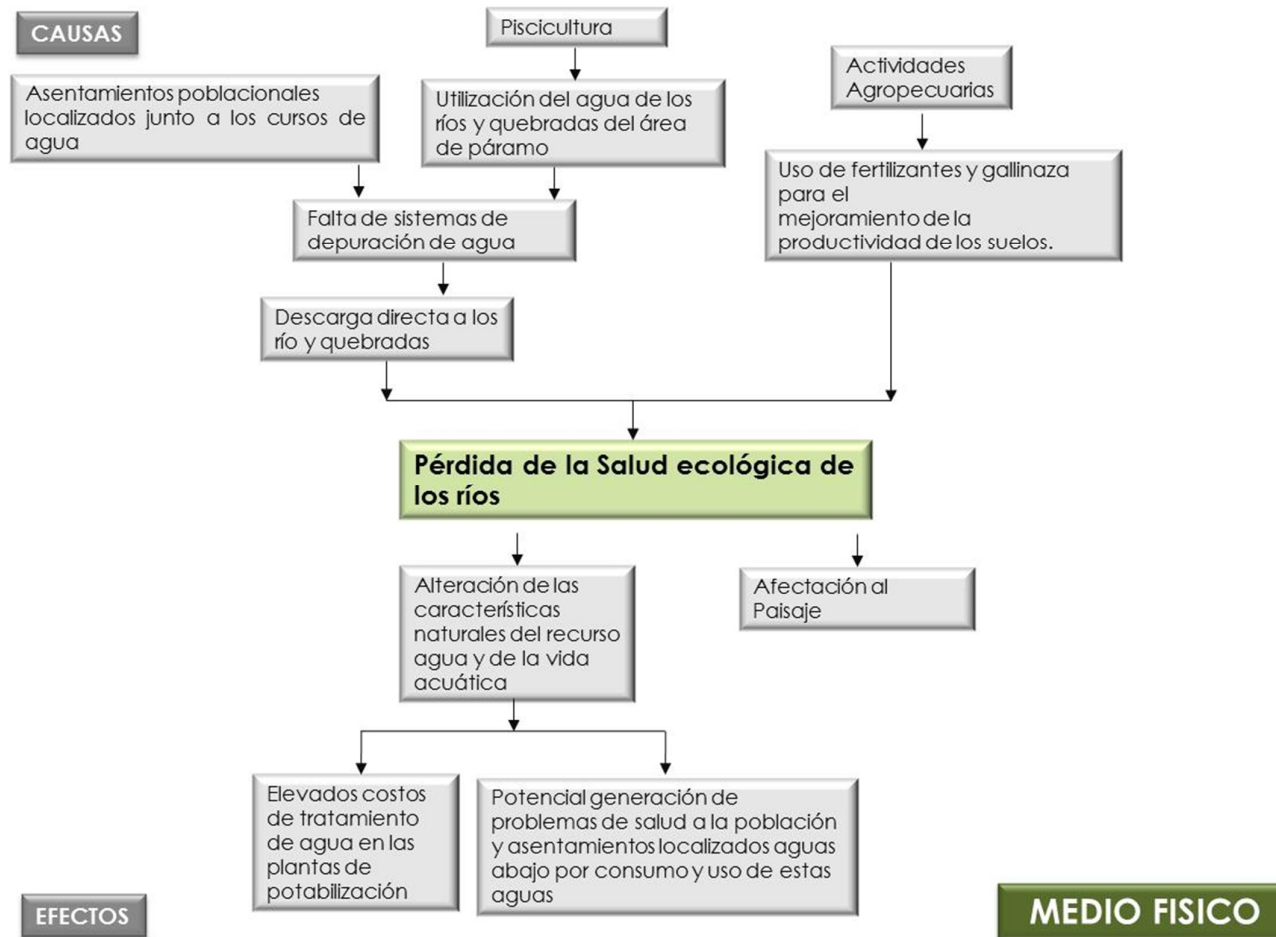 CAUSAS
Piscicultura
Actividades
Agropecuarias
Asentamientos poblacionales
localizados junto a los cursos de
agua
Utilización del agua de los
ríos y quebradas del área
de páramo
Uso de fertilizantes y gallinaza
para el
mejoramiento de la
productividad de los suelos.
Falta de sistemas de
depuración de agua
Descarga directa a los
río y quebradas
Pérdida de la Salud ecológica de
los ríos
Alteración de las
características
naturales del recurso
agua y de la vida
acuática
Afectación al
Paisaje
Elevados costos
de tratamiento
de agua en las
plantas de
potabilización
Potencial generación de
problemas de salud a la población
y asentamientos localizados aguas
abajo por consumo y uso de estas
aguas
EFECTOS
MEDIO FISICO